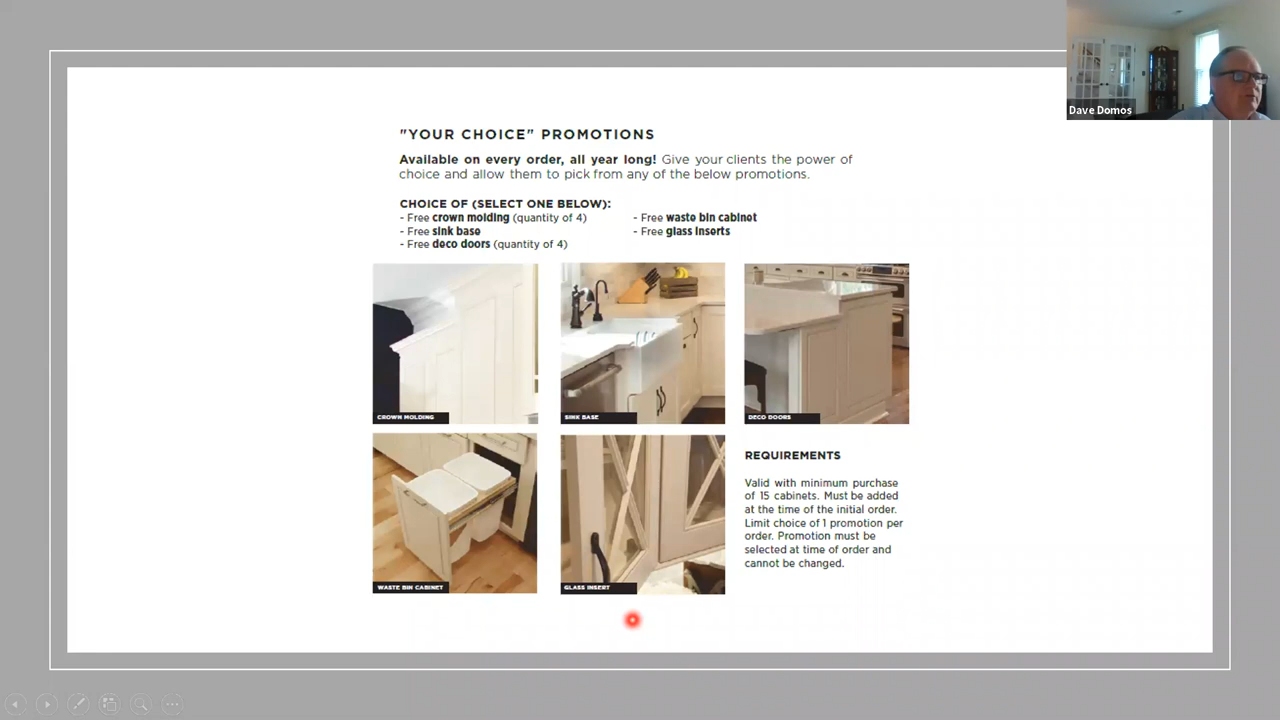 Dave Domos
"YOUR CHOICE" PROMOTIONS
Available on every order, all year long! Give your clients the power of
choice and allow them to pick from any of the below promotions.
CHOICE OF (SELECT ONE BELOW):
- Free crown molding (quantity of 4)
- Free sink base
- Free deco doors (quantity of 4)
- Free waste bin cabinet
- Free glass inserts
CROWN MOLDING
SINK BASE
DECO DOORS
WASTE BIN CABINET
GLASS INSERT
REQUIREMENTS
Valid with minimum purchase
of 15 cabinets. Must be added
at the time of the initial order.
Limit choice of 1 promotion per
order. Promotion must be
selected at time of order and
cannot be changed.